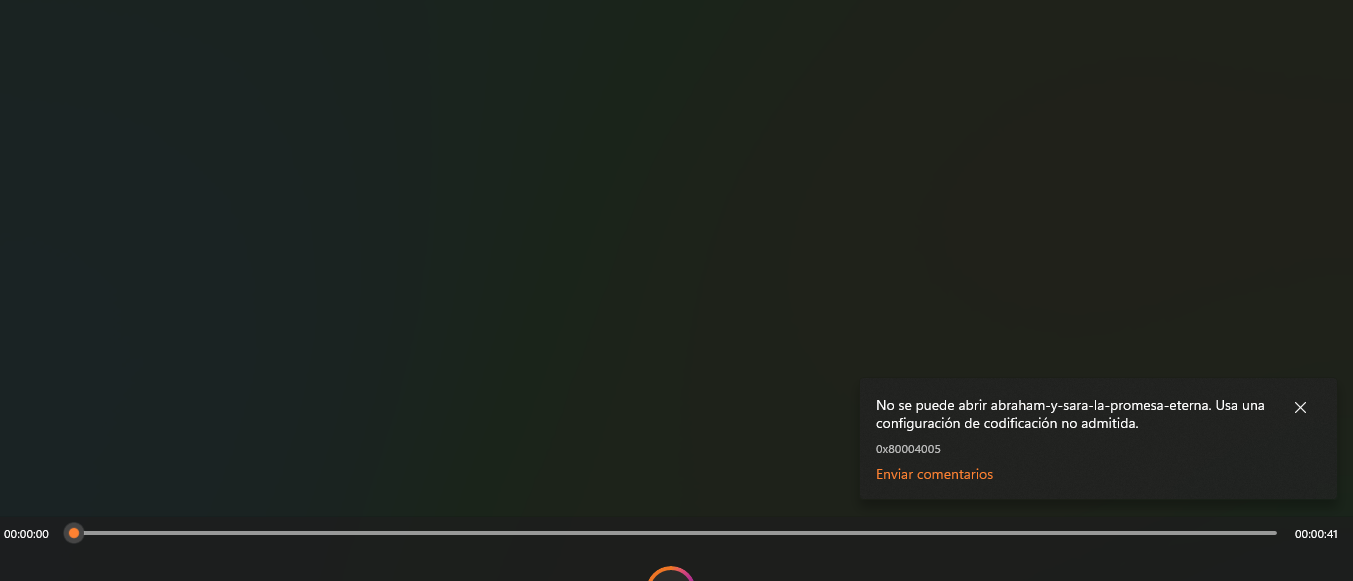 No se puede abrir abraham-y-sara-la-promesa-eterna. Usa una
configuración de codificación no admitida.
0x80004005
Enviar comentarios
00:00:00
00:00:41